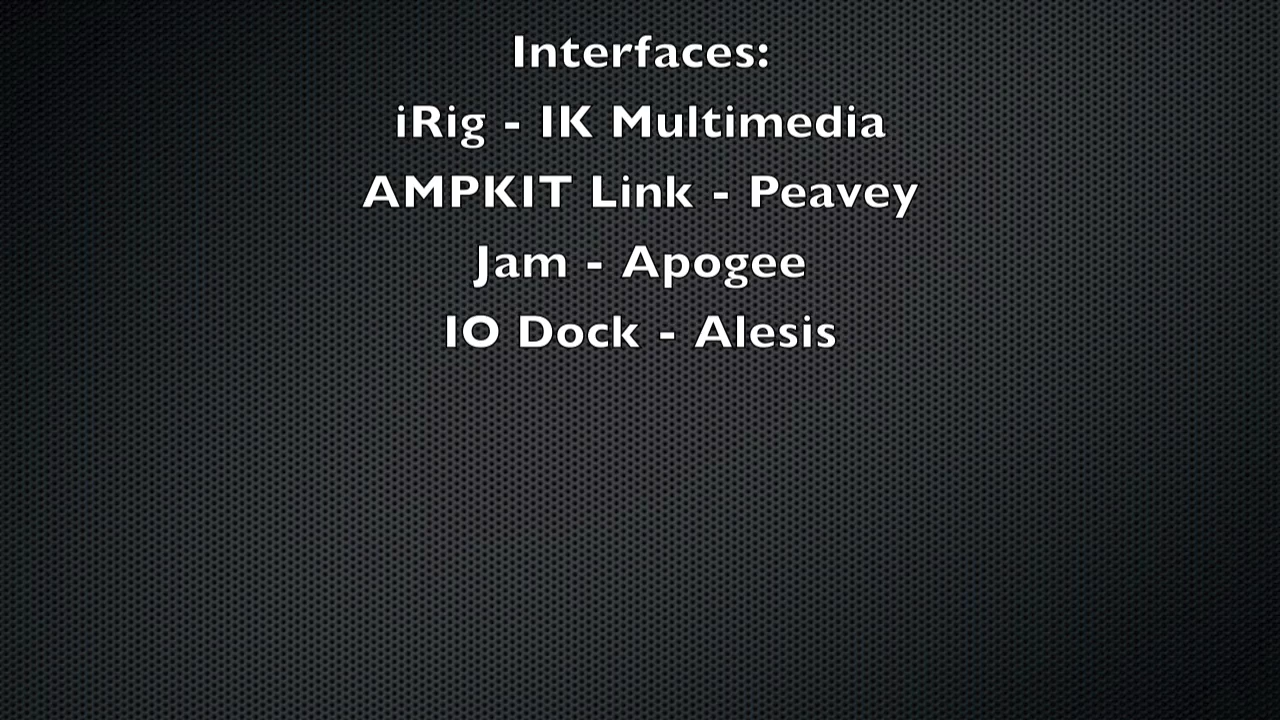 Interfaces:
iRig - IK Multimedia
AMPKIT Link - Peavey
Jam - Apogee
IO Dock - Alesis